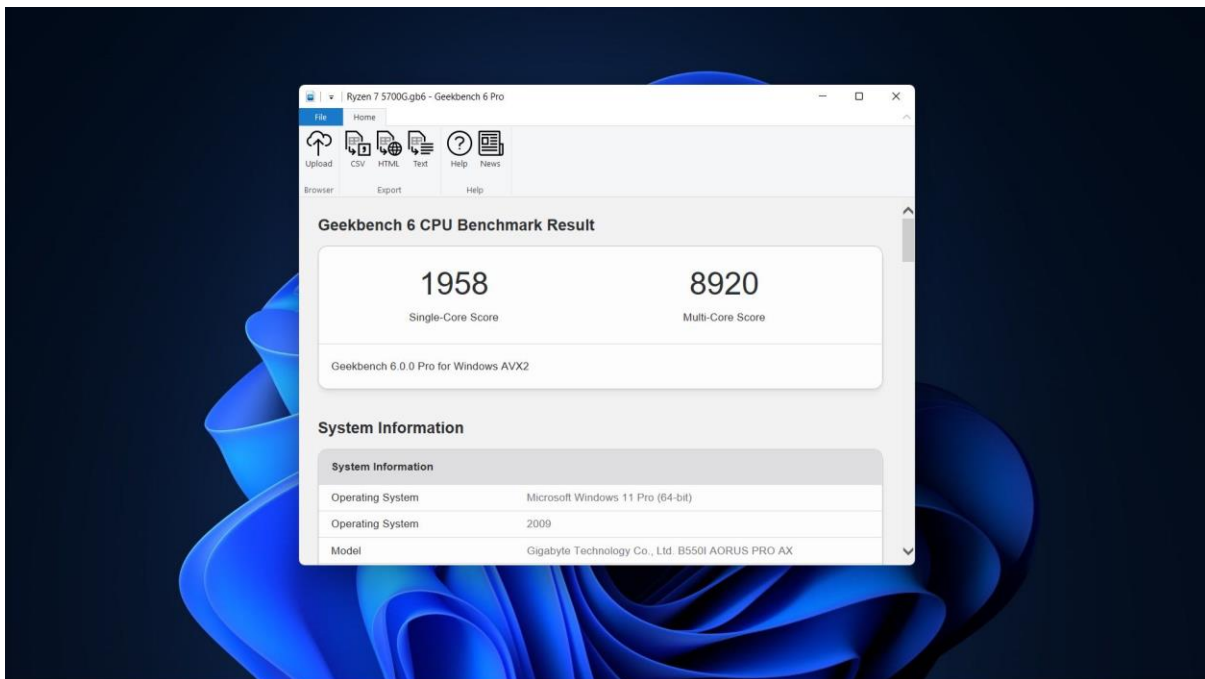 Ryzen 7 5700G.gb6 - Geekbench 6 Pro
File Home
Upload CSV HTML Text Help News
Browser Export Help
Geekbench 6 CPU Benchmark Result
1958 8920
Single-Core Score Multi-Core Score
Geekbench 6.0.0 Pro for Windows AVX2
System Information
System Information
Operating System Microsoft Windows 11 Pro (64-bit)
Operating System 2009
Model Gigabyte Technology Co., Ltd. B550I AORUS PRO AX